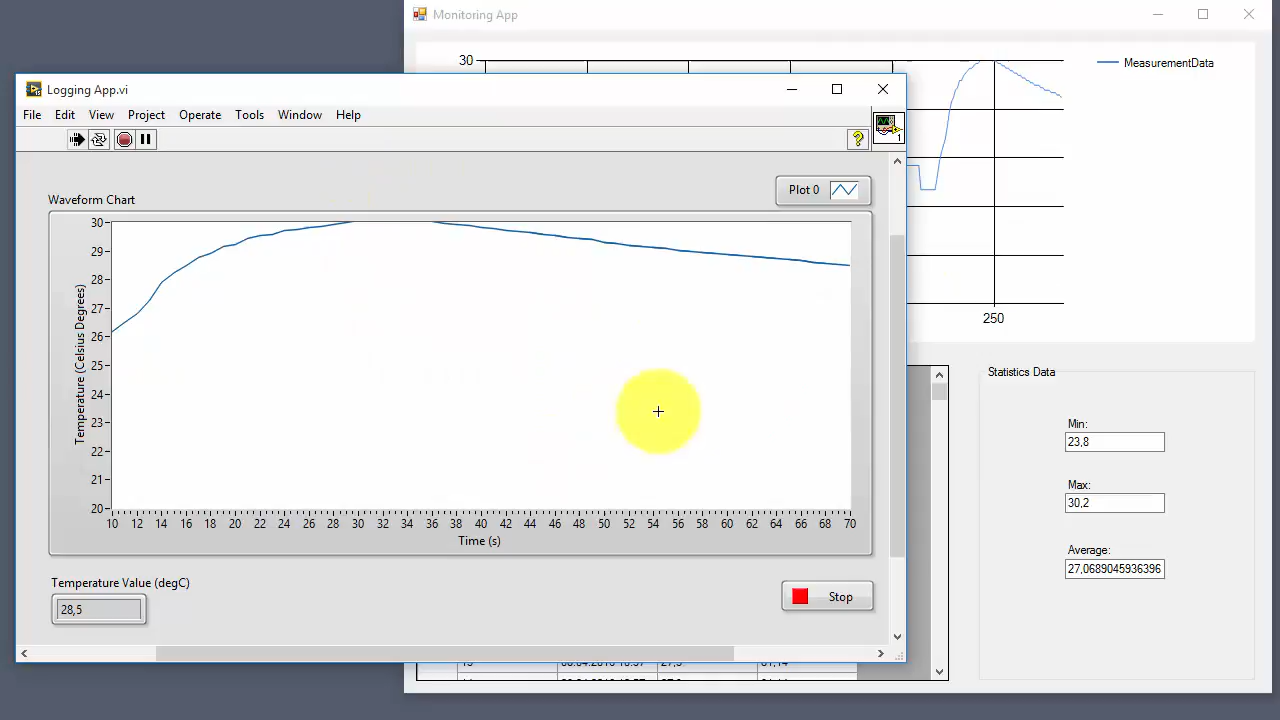 Monitoring App
30
MeasurementData
250
Logging App.vi
File Edit View Project Operate Tools Window Help
?
1
Plot 0
Waveform Chart
30
29
28
27
26
25
24
23
22
21
20
Temperature (Celsius Degrees)
10 12 14 16 18 20 22 24 26 28 30 32 34 36 38 40 42 44 46 48 50 52 54 56 58 60 62 64 66 68 70
Time (s)
Temperature Value (degC)
28,5
Stop
Statistics Data
Min:
23,8
Max:
30,2
Average:
27,0689045936396